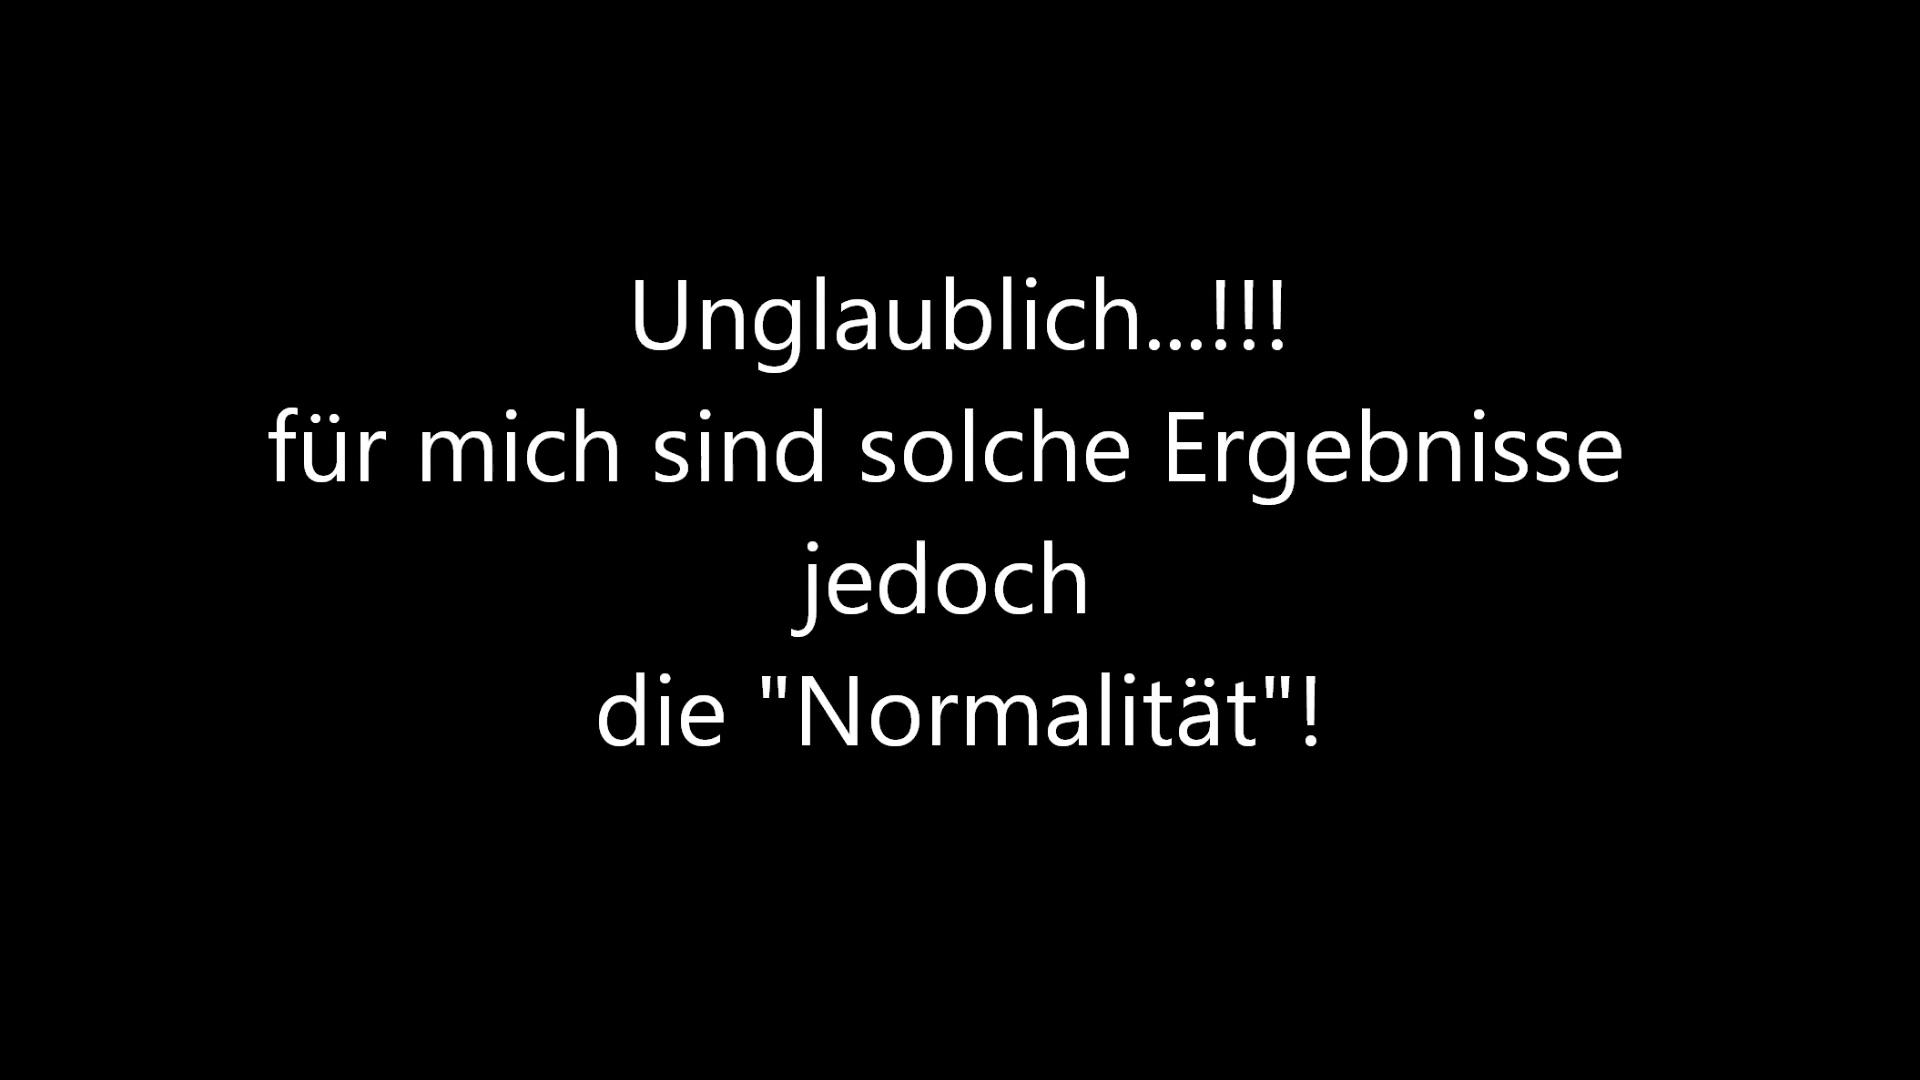 Unglaublich...!!!
für mich sind solche Ergebnisse
jedoch
die "Normalität"!